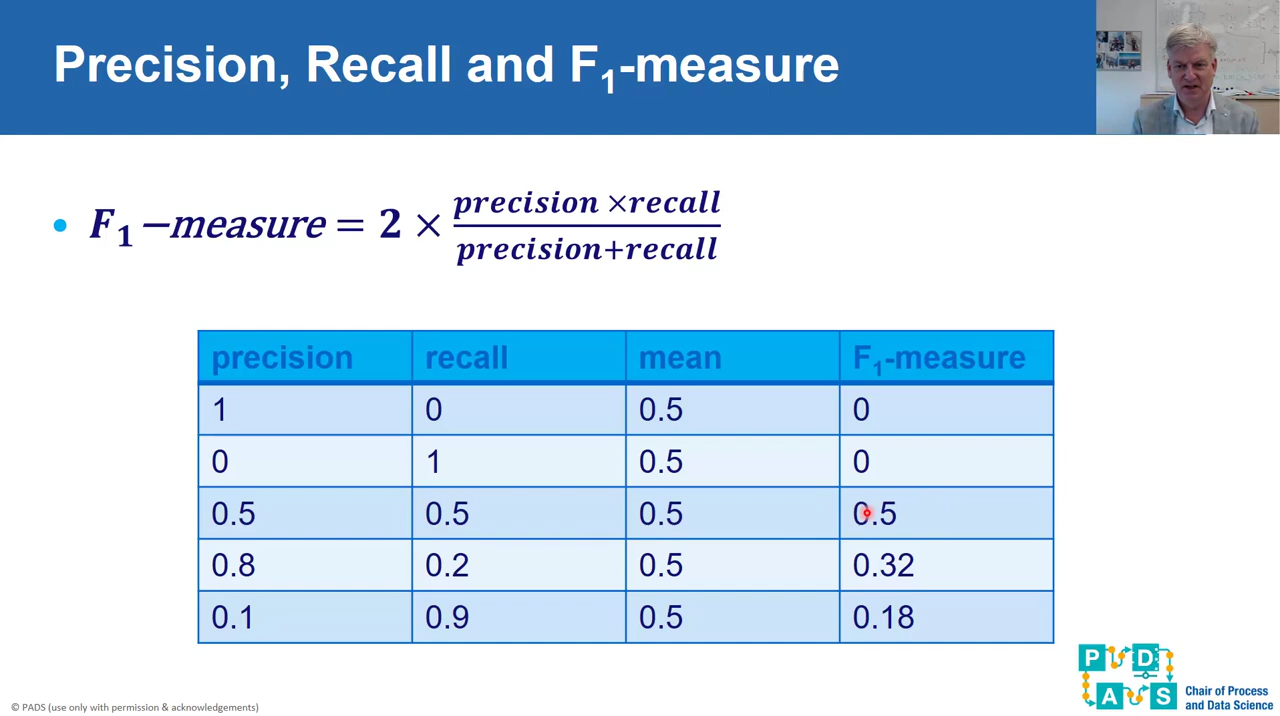 Precision, Recall and F₁-measure
• F₁−measure = 2 × precision ×recall / precision+recall
precision recall mean F₁-measure
1 0 0.5 0
0 1 0.5 0
0.5 0.5 0.5 0.5
0.8 0.2 0.5 0.32
0.1 0.9 0.5 0.18
P D
A S
Chair of Process
and Data Science
© PADS (use only with permission & acknowledgements)